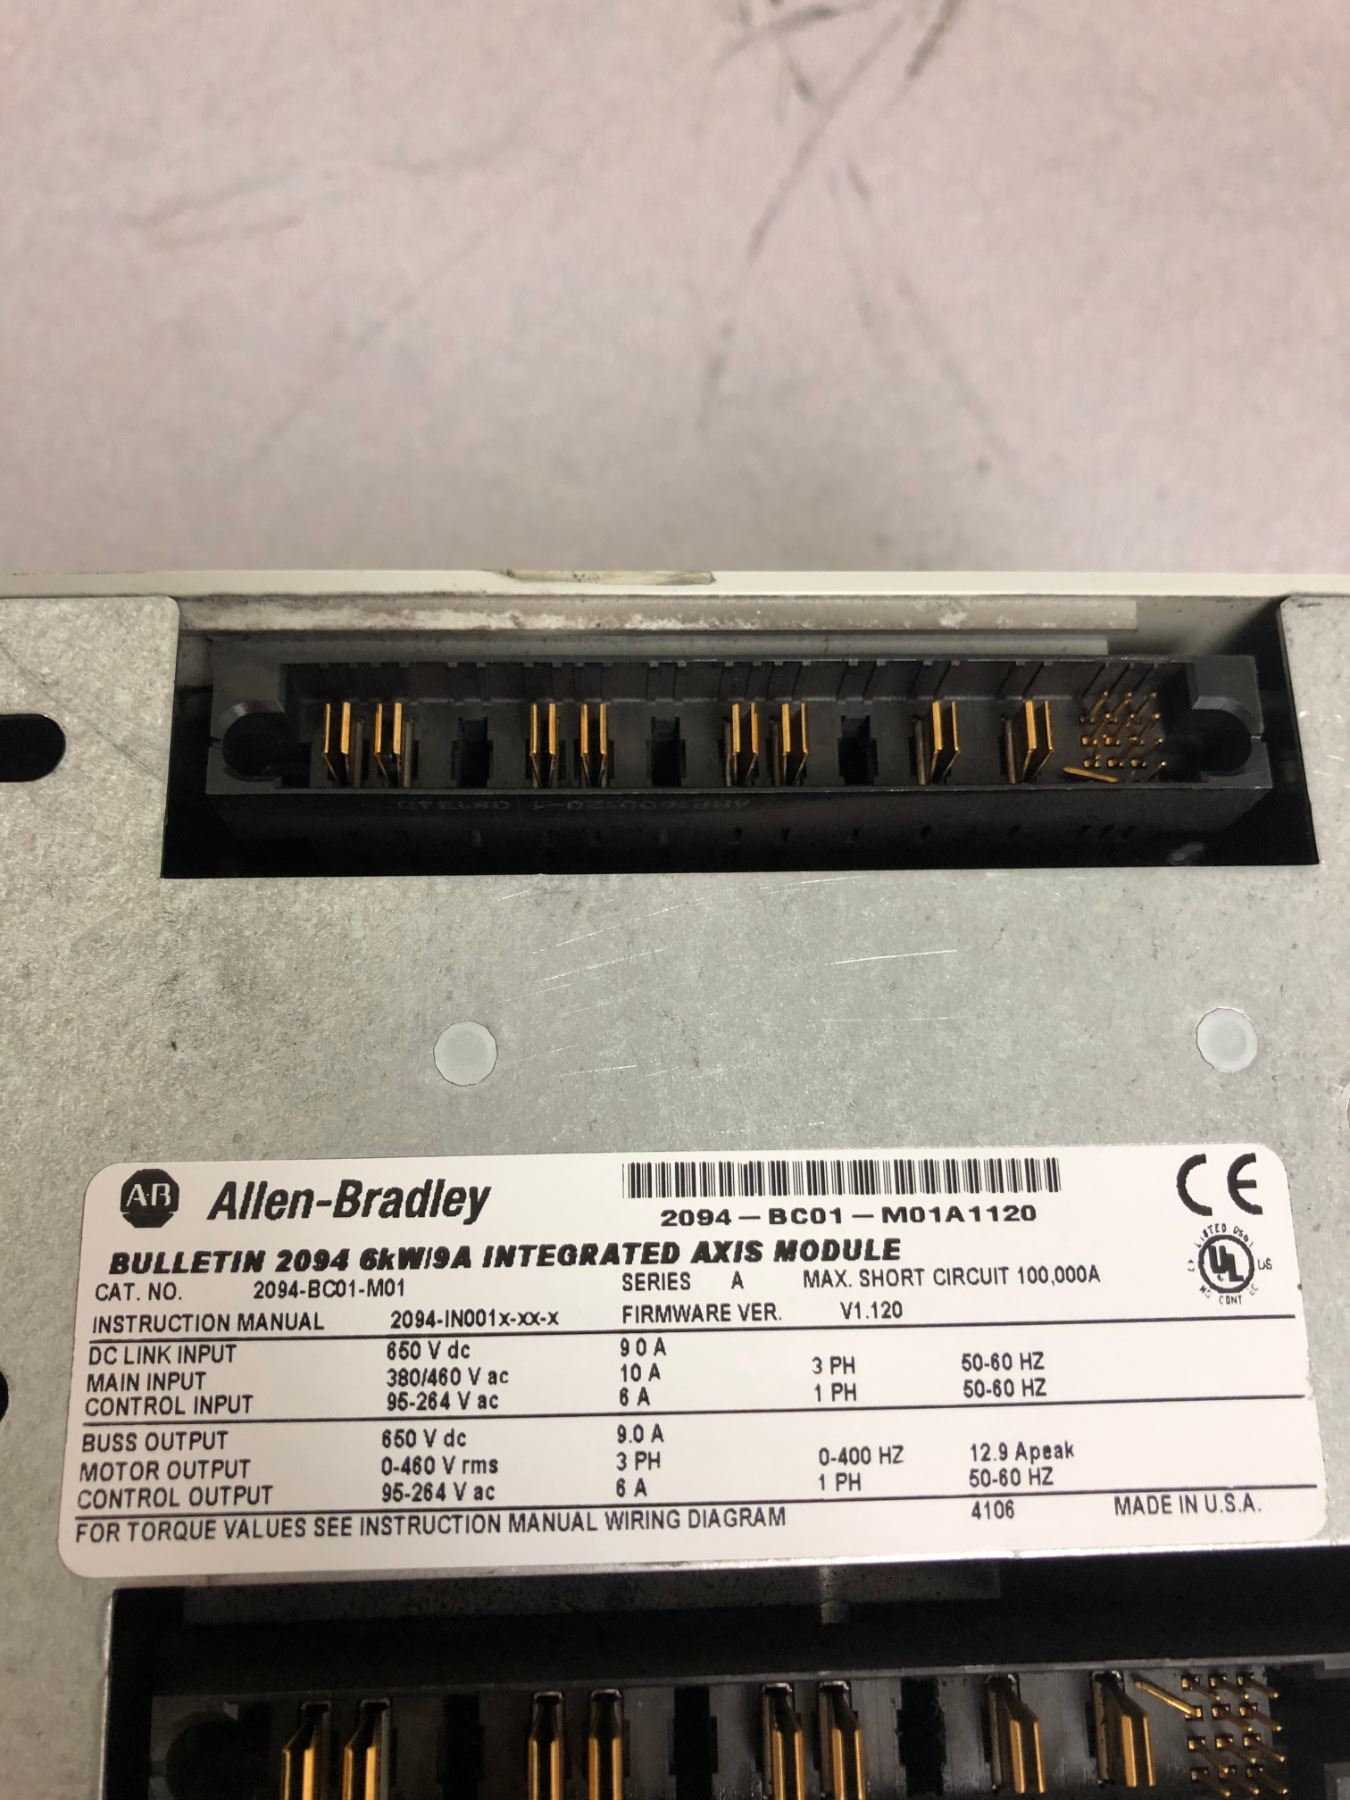 A·B Allen-Bradley
2094-BC01-M01A1120
CE
BULLETIN 2094 6kW/9A INTEGRATED AXIS MODULE
CAT. NO. 2094-BC01-M01 SERIES A MAX. SHORT CIRCUIT 100,000A
LISTED
UL
US
CONT
INSTRUCTION MANUAL 2094-IN001x-xx-x FIRMWARE VER. V1.120
DC LINK INPUT 650 V dc 9 0 A
MAIN INPUT 380/460 V ac 10 A 3 PH 50-60 HZ
CONTROL INPUT 95-264 V ac 6 A 1 PH 50-60 HZ
BUSS OUTPUT 650 V dc 9.0 A
MOTOR OUTPUT 0-460 V rms 3 PH 0-400 HZ 12.9 Apeak
CONTROL OUTPUT 95-264 V ac 6 A 1 PH 50-60 HZ
FOR TORQUE VALUES SEE INSTRUCTION MANUAL WIRING DIAGRAM 4106 MADE IN U.S.A.